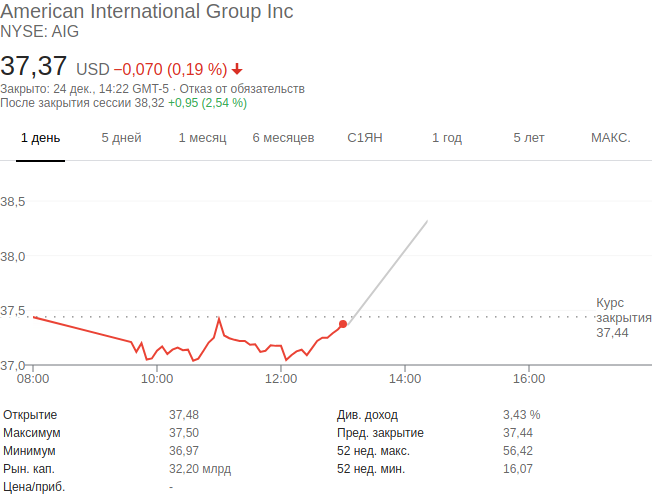 American International Group Inc
NYSE: AIG
37,37 USD −0,070 (0,19 %)
Закрыто: 24 дек., 14:22 GMT-5 · Отказ от обязательств
После закрытия сессии 38,32 +0,95 (2,54 %)
1 день 5 дней 1 месяц 6 месяцев С1ЯН 1 год 5 лет МАКС.
38,5
38,0
37,5
37,0
Курс
закрытия
37,44
08:00 10:00 12:00 14:00 16:00
Открытие 37,48 Див. доход 3,43 %
Максимум 37,50 Пред. закрытие 37,44
Минимум 36,97 52 нед. макс. 56,42
Рын. кап. 32,20 млрд 52 нед. мин. 16,07
Цена/приб. -